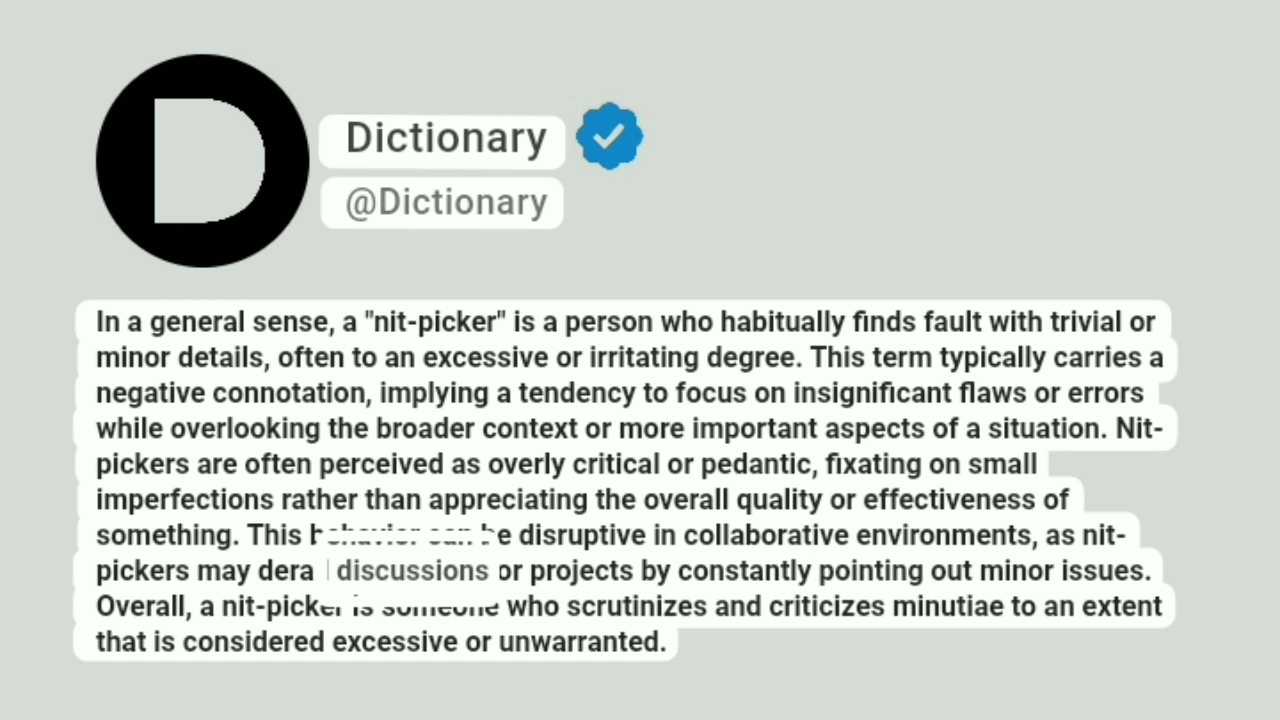 D
Dictionary
@Dictionary
In a general sense, a "nit-picker" is a person who habitually finds fault with trivial or
minor details, often to an excessive or irritating degree. This term typically carries a
negative connotation, implying a tendency to focus on insignificant flaws or errors
while overlooking the broader context or more important aspects of a situation. Nit-
pickers are often perceived as overly critical or pedantic, fixating on small
imperfections rather than appreciating the overall quality or effectiveness of
something. This behavior can be disruptive in collaborative environments, as nit-
pickers may discussions or projects by constantly pointing out minor issues.
Overall, a nit-picker is someone who scrutinizes and criticizes minutiae to an extent
that is considered excessive or unwarranted.